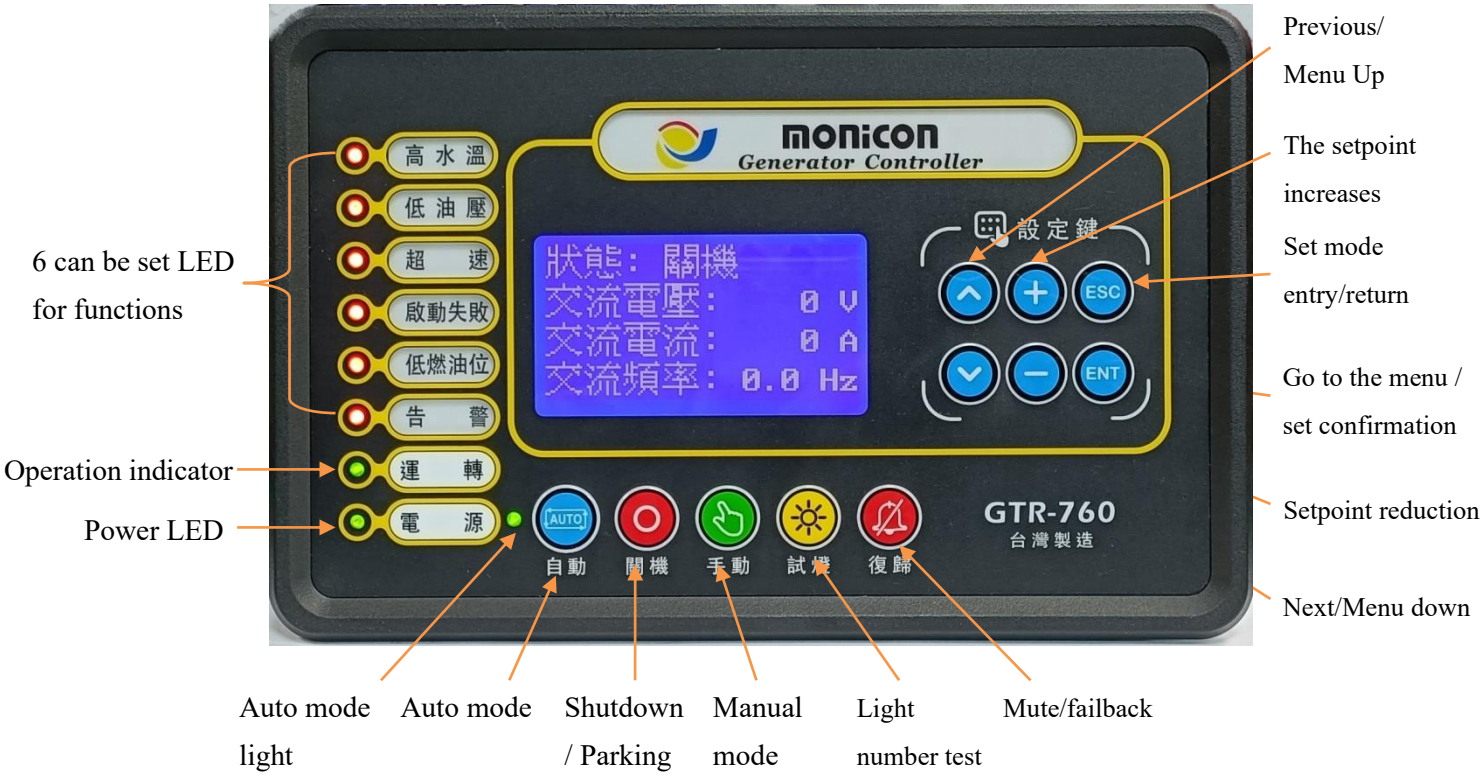 Previous/
Menu Up
The setpoint
increases
Set mode
entry/return
Go to the menu /
set confirmation
Setpoint reduction
Next/Menu down
6 can be set LED
for functions
Operation indicator
Power LED
monicon
Generator Controller
高水溫
低油壓
超速
啟動失敗
低燃油位
告警
運轉
電源
狀態: 關機
交流電壓: 0 V
交流電流: 0 A
交流頻率: 0.0 Hz
設定鍵
ESC
ENT
AUTO
自動
關機
手動
試燈
復歸
GTR-760
台灣製造
Auto mode
light
Auto mode
Shutdown
/ Parking
Manual
mode
Light
number test
Mute/failback